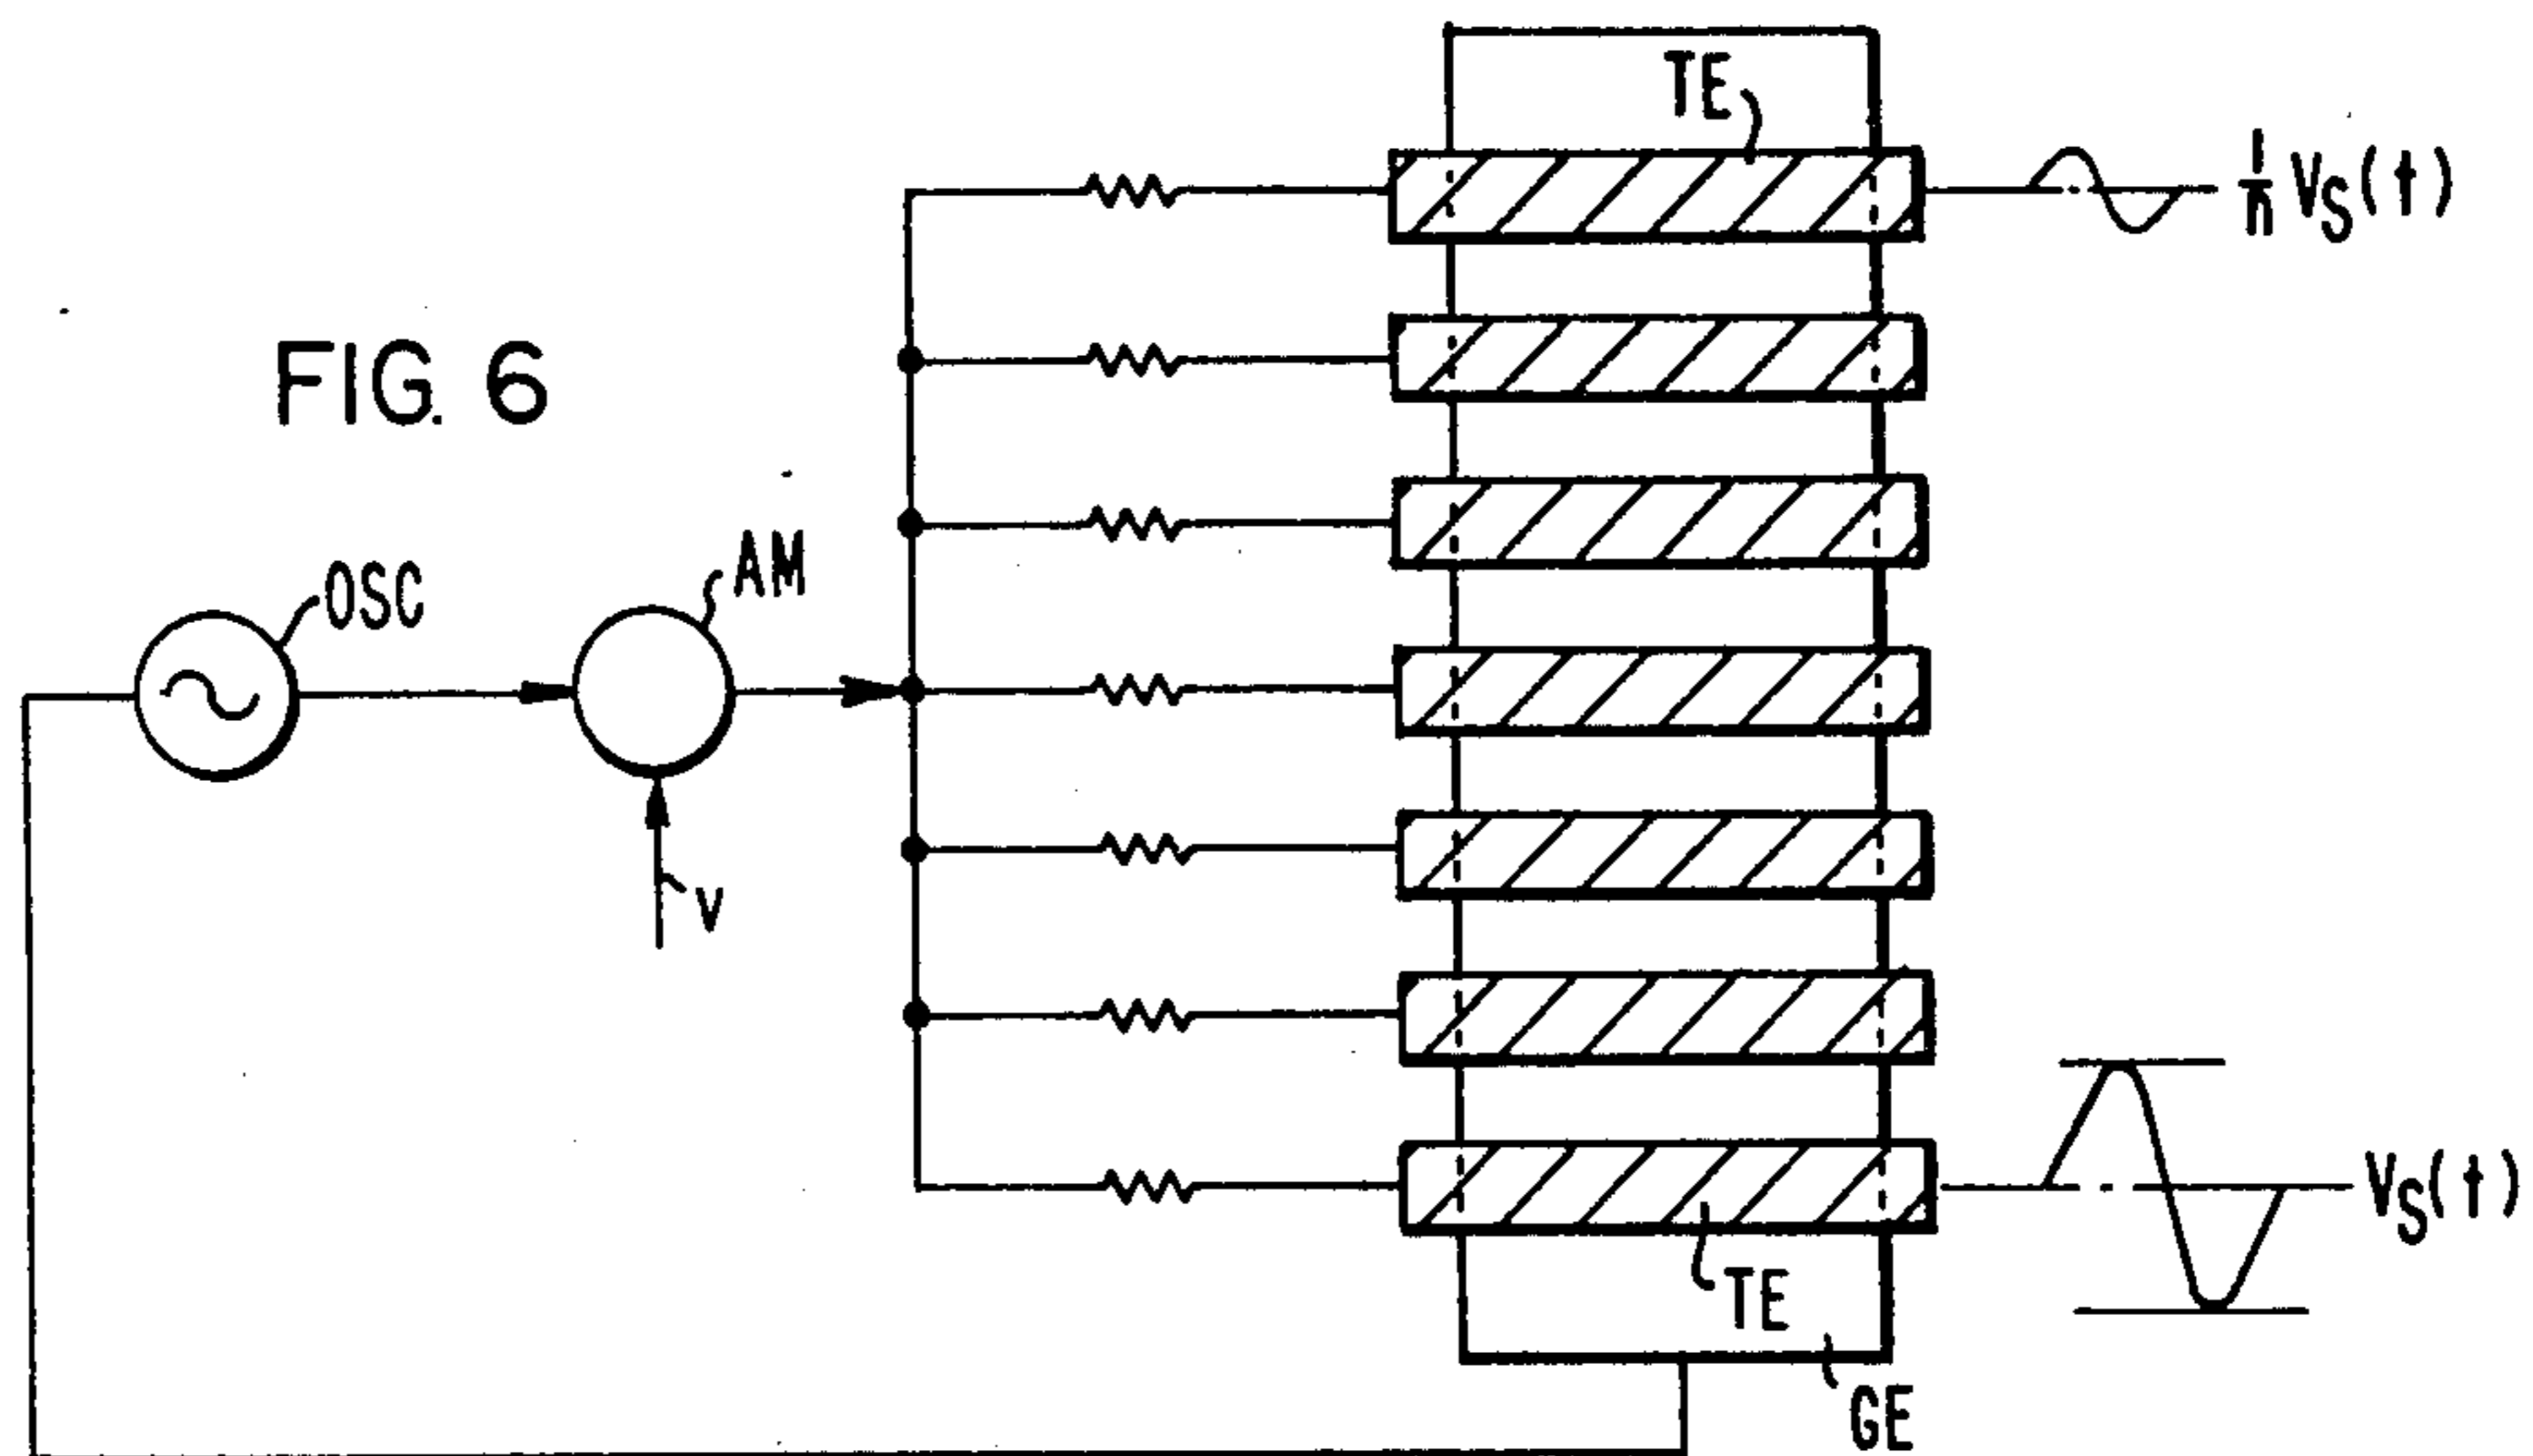 FIG. 6
TE
1/n VS(t)
OSC
AM
V
TE
VS(t)
GE